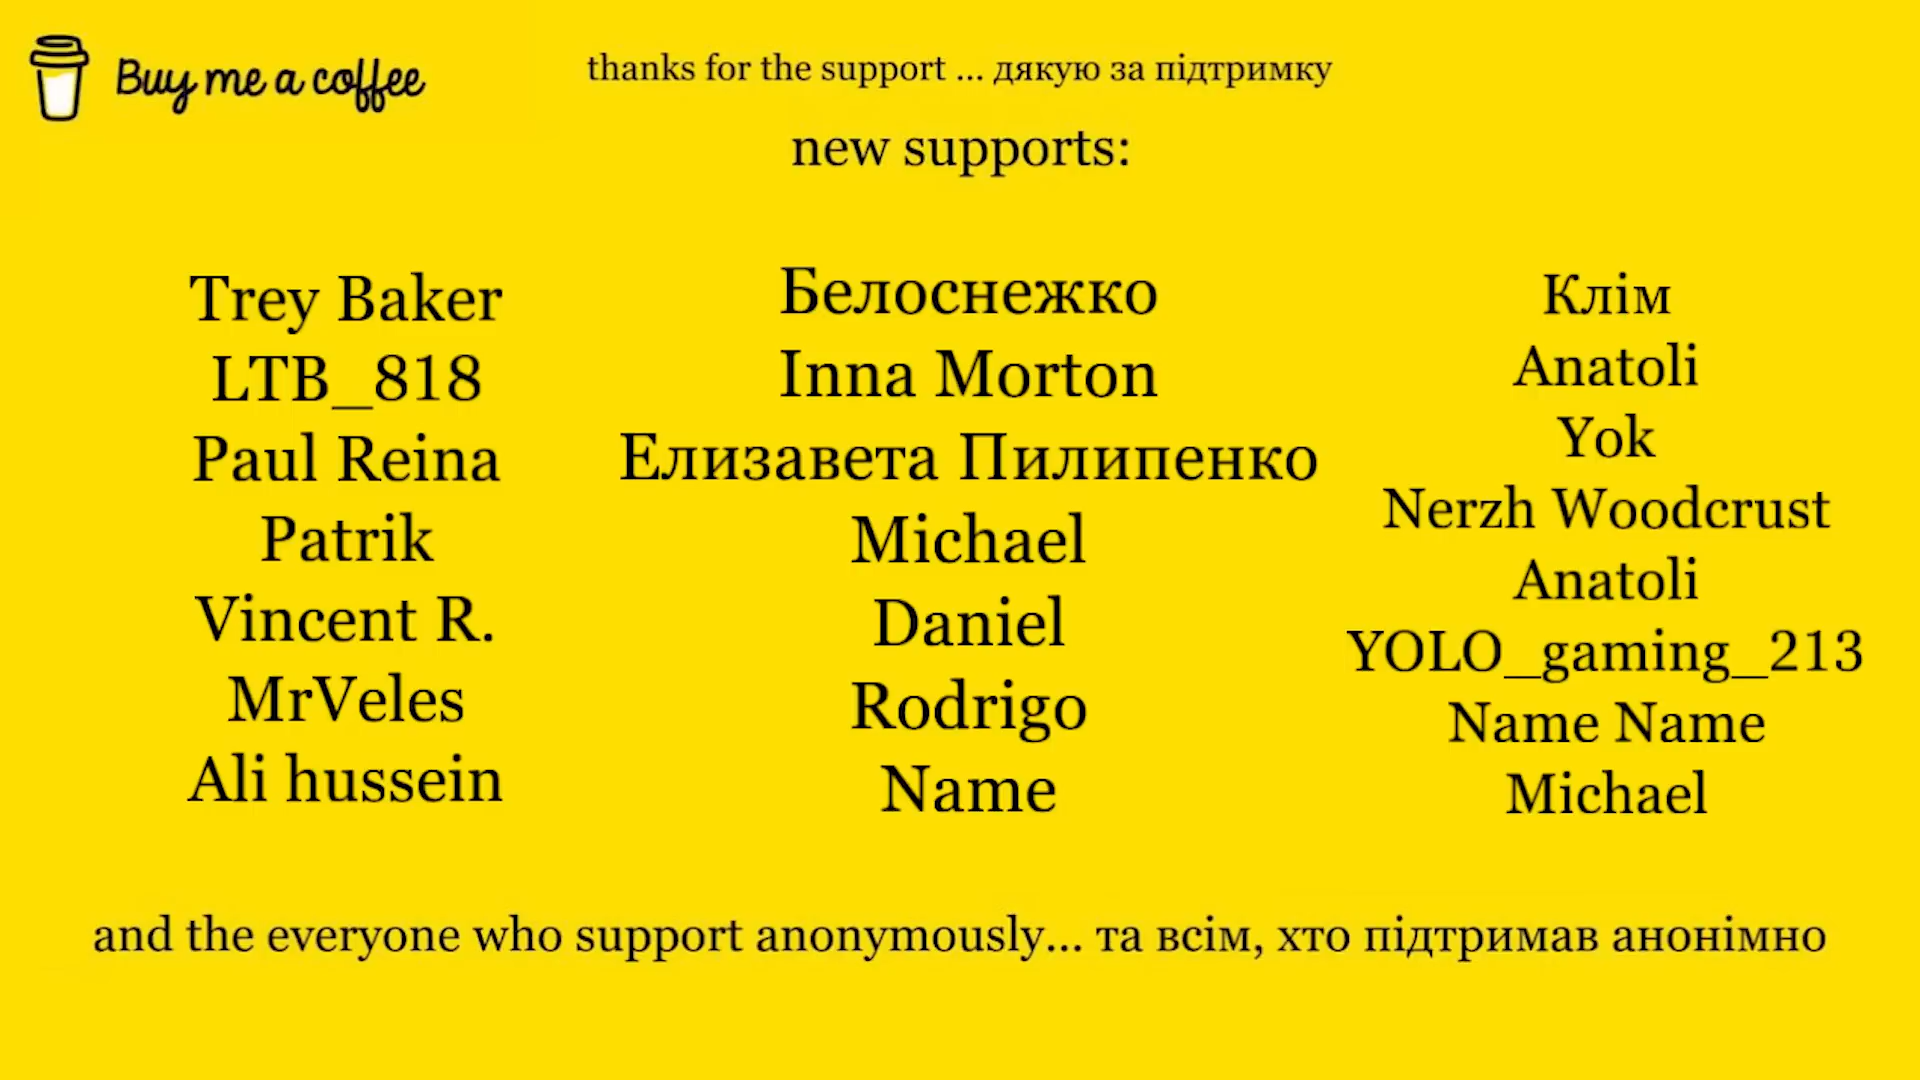 Buy me a coffee
thanks for the support ... дякую за підтримку
new supports:
Trey Baker
LTB_818
Paul Reina
Patrik
Vincent R.
MrVeles
Ali hussein
Белоснежко
Inna Morton
Елизавета Пилипенко
Michael
Daniel
Rodrigo
Name
Клім
Anatoli
Yok
Nerzh Woodcrust
Anatoli
YOLO_gaming_213
Name Name
Michael
and the everyone who support anonymously... та всім, хто підтримав анонімно